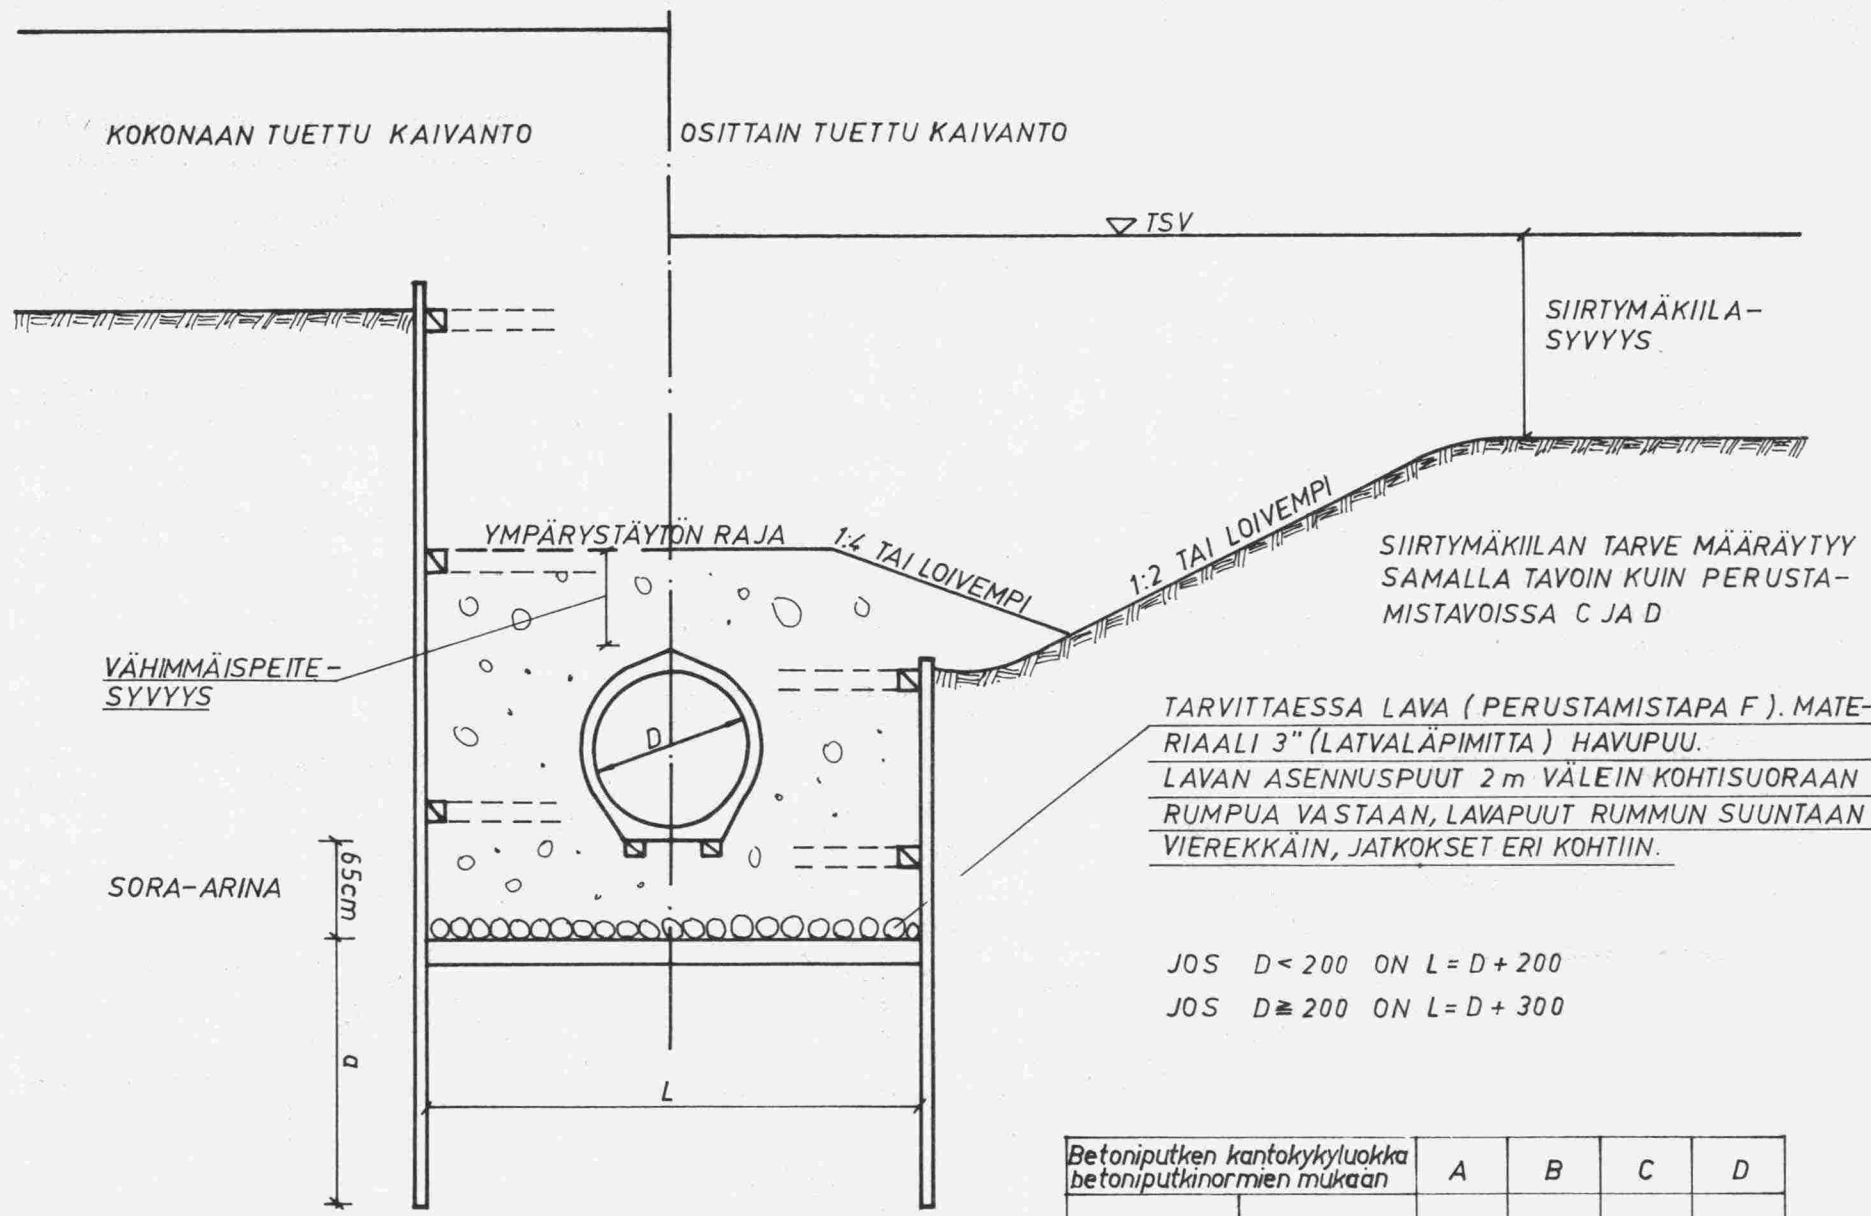 KOKONAAN TUETTU KAIVANTO
OSITTAIN TUETTU KAIVANTO
TSV
SIIRTYMÄKIILA-
SYVYYS
YMPÄRYSTÄYTÖN RAJA
1:4 TAI LOIVEMPI
1:2 TAI LOIVEMPI
SIIRTYMÄKIILAN TARVE MÄÄRÄYTYY
SAMALLA TAVOIN KUIN PERUSTA-
MISTAVOISSA C JA D
VÄHIMMÄISPEITE-
SYVYYS
D
TARVITTAESSA LAVA (PERUSTAMISTAPA F). MATE-
RIAALI 3" (LATVALÄPIMITTA) HAVUPUU.
LAVAN ASENNUSPUUT 2 m VÄLEIN KOHTISUORAAN
RUMPUA VASTAAN, LAVAPUUT RUMMUN SUUNTAAN
VIEREKKÄIN, JATKOKSET ERI KOHTIIN.
SORA-ARINA
65cm
JOS D < 200 ON L = D + 200
JOS D ≧ 200 ON L = D + 300
a
L
Betoniputken kantokykyluokka
betoniputkinormien mukaan
A B C D